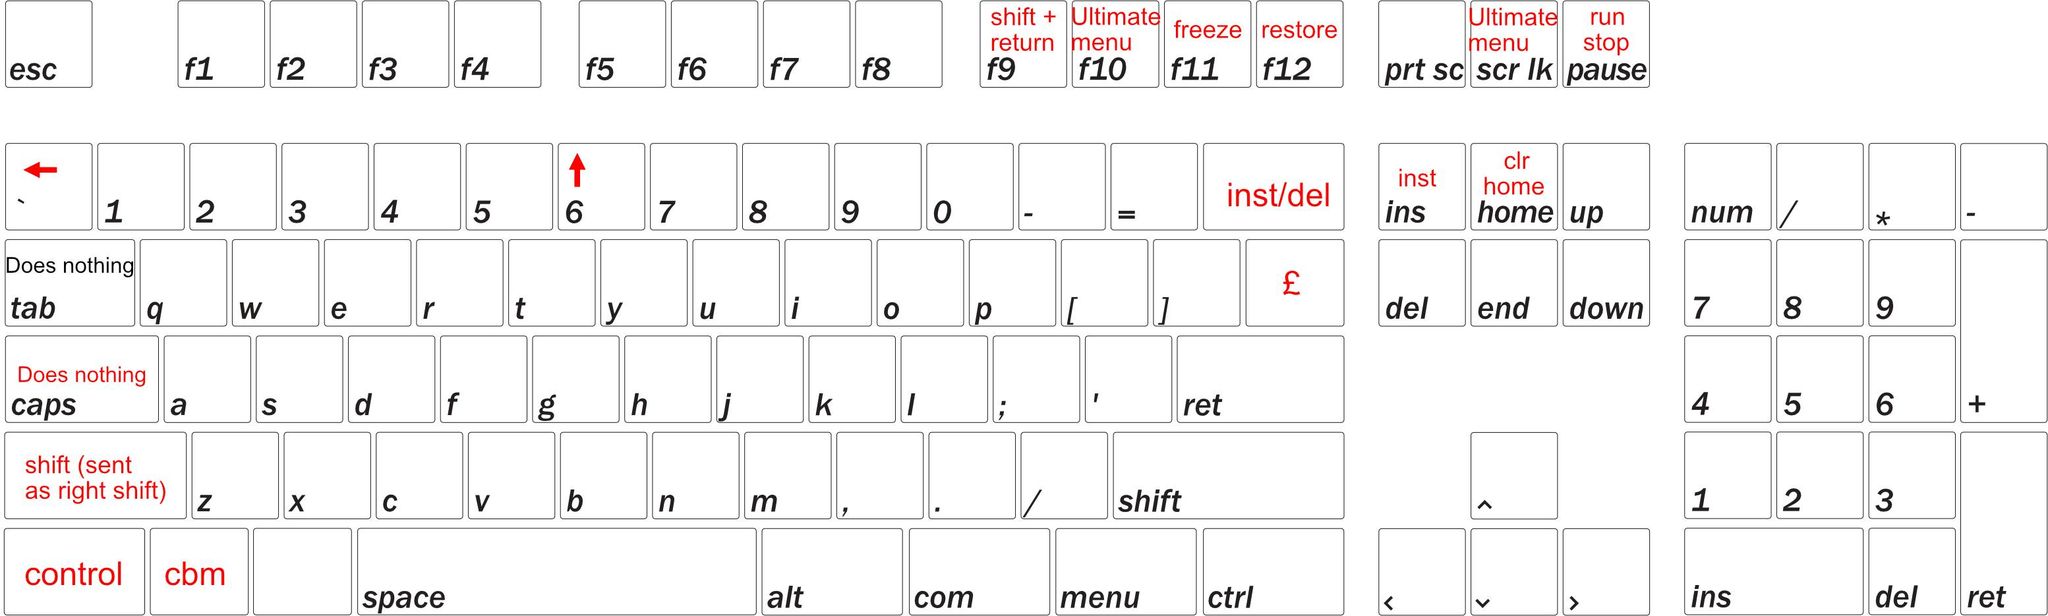 shift + Ultimate Ultimate run
return menu freeze restore menu stop
esc f1 f2 f3 f4 f5 f6 f7 f8 f9 f10 f11 f12 prt sc scr lk pause
inst clr
home
` 1 2 3 4 5 6 7 8 9 0 - = inst/del ins home up num / * -
Does nothing £
tab q w e r t y u i o p [ ] del end down 7 8 9
Does nothing
caps a s d f g h j k l ; ' ret 4 5 6 +
shift (sent
as right shift) z x c v b n m , . / shift ^ 1 2 3
control cbm space alt com menu ctrl < ⌄ > ins del ret